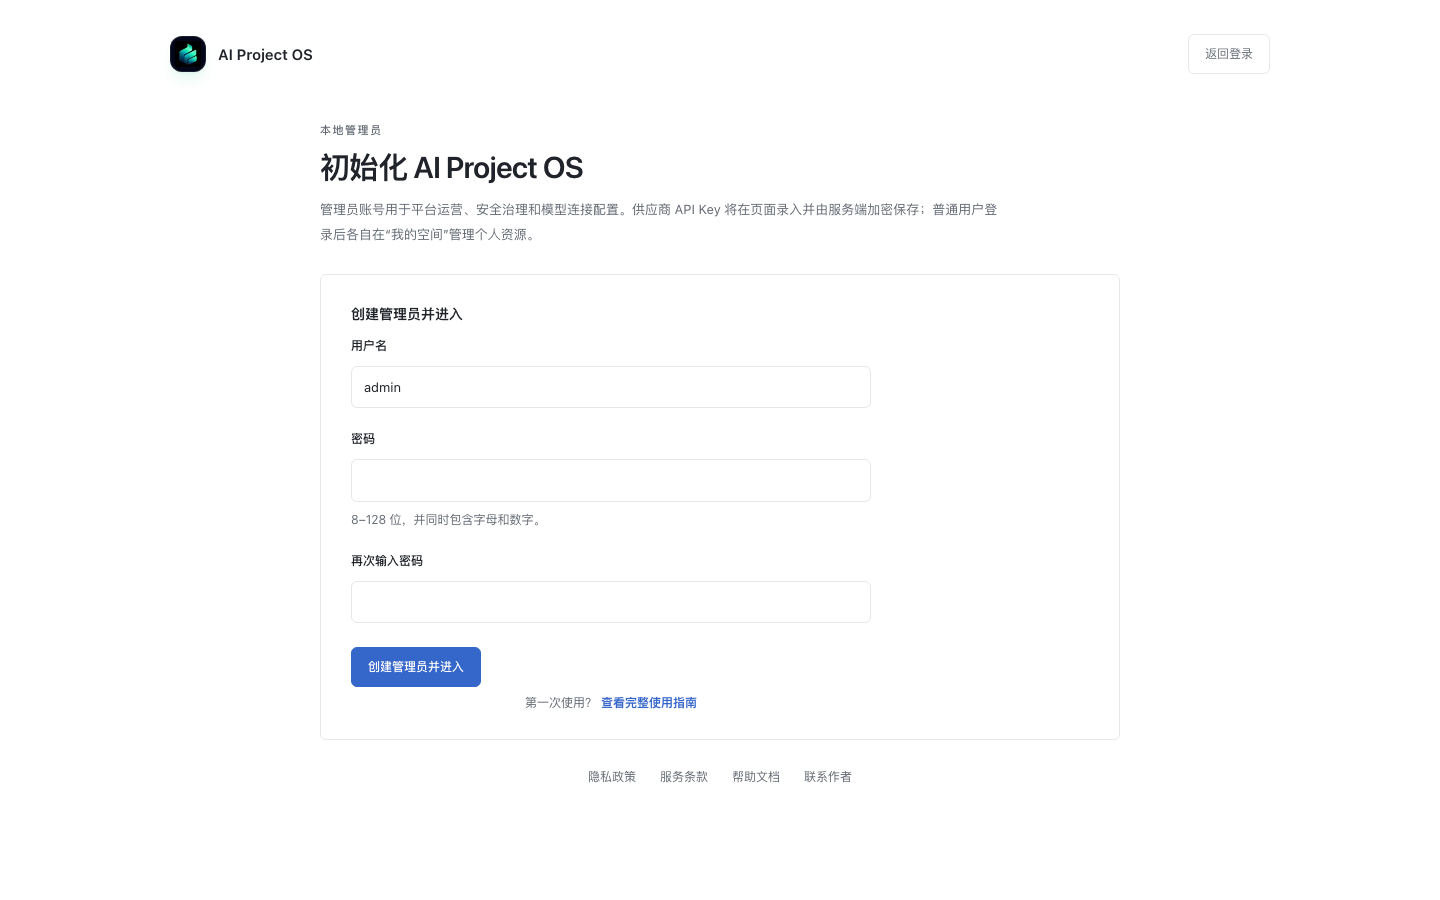 AI Project OS
返回登录
本地管理员
初始化 AI Project OS
管理员账号用于平台运营、安全治理和模型连接配置。供应商 API Key 将在页面录入并由服务端加密保存；普通用户登
录后各自在“我的空间”管理个人资源。
创建管理员并进入
用户名
admin
密码
8–128 位，并同时包含字母和数字。
再次输入密码
创建管理员并进入
第一次使用？ 查看完整使用指南
隐私政策 服务条款 帮助文档 联系作者